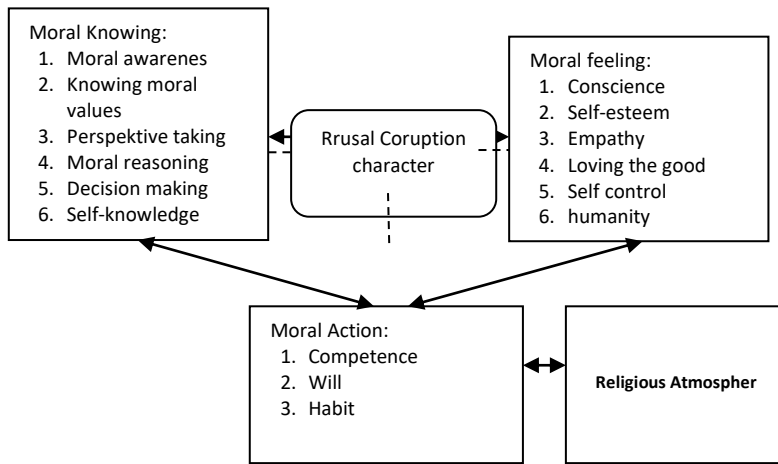 Moral Knowing:
1. Moral awarenes
2. Knowing moral
values
3. Perspektive taking
4. Moral reasoning
5. Decision making
6. Self-knowledge
Rrusal Coruption
character
Moral feeling:
1. Conscience
2. Self-esteem
3. Empathy
4. Loving the good
5. Self control
6. humanity
Moral Action:
1. Competence
2. Will
3. Habit
Religious Atmospher